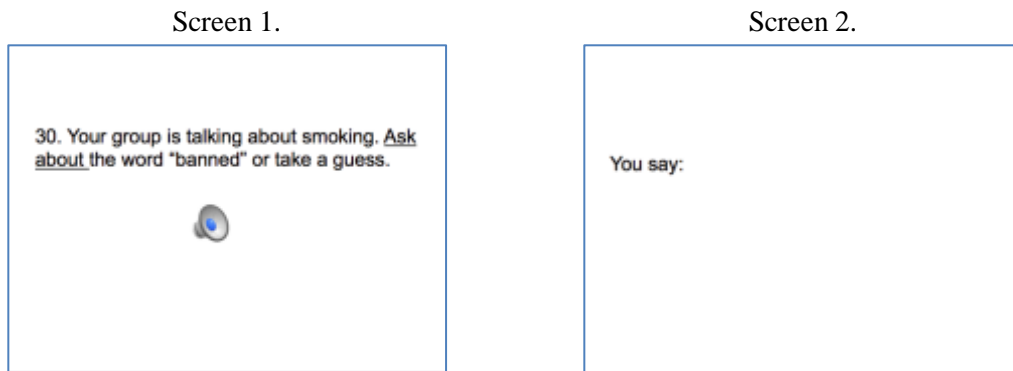 Screen 1.
Screen 2.
30. Your group is talking about smoking. Ask
about the word "banned" or take a guess.
You say: